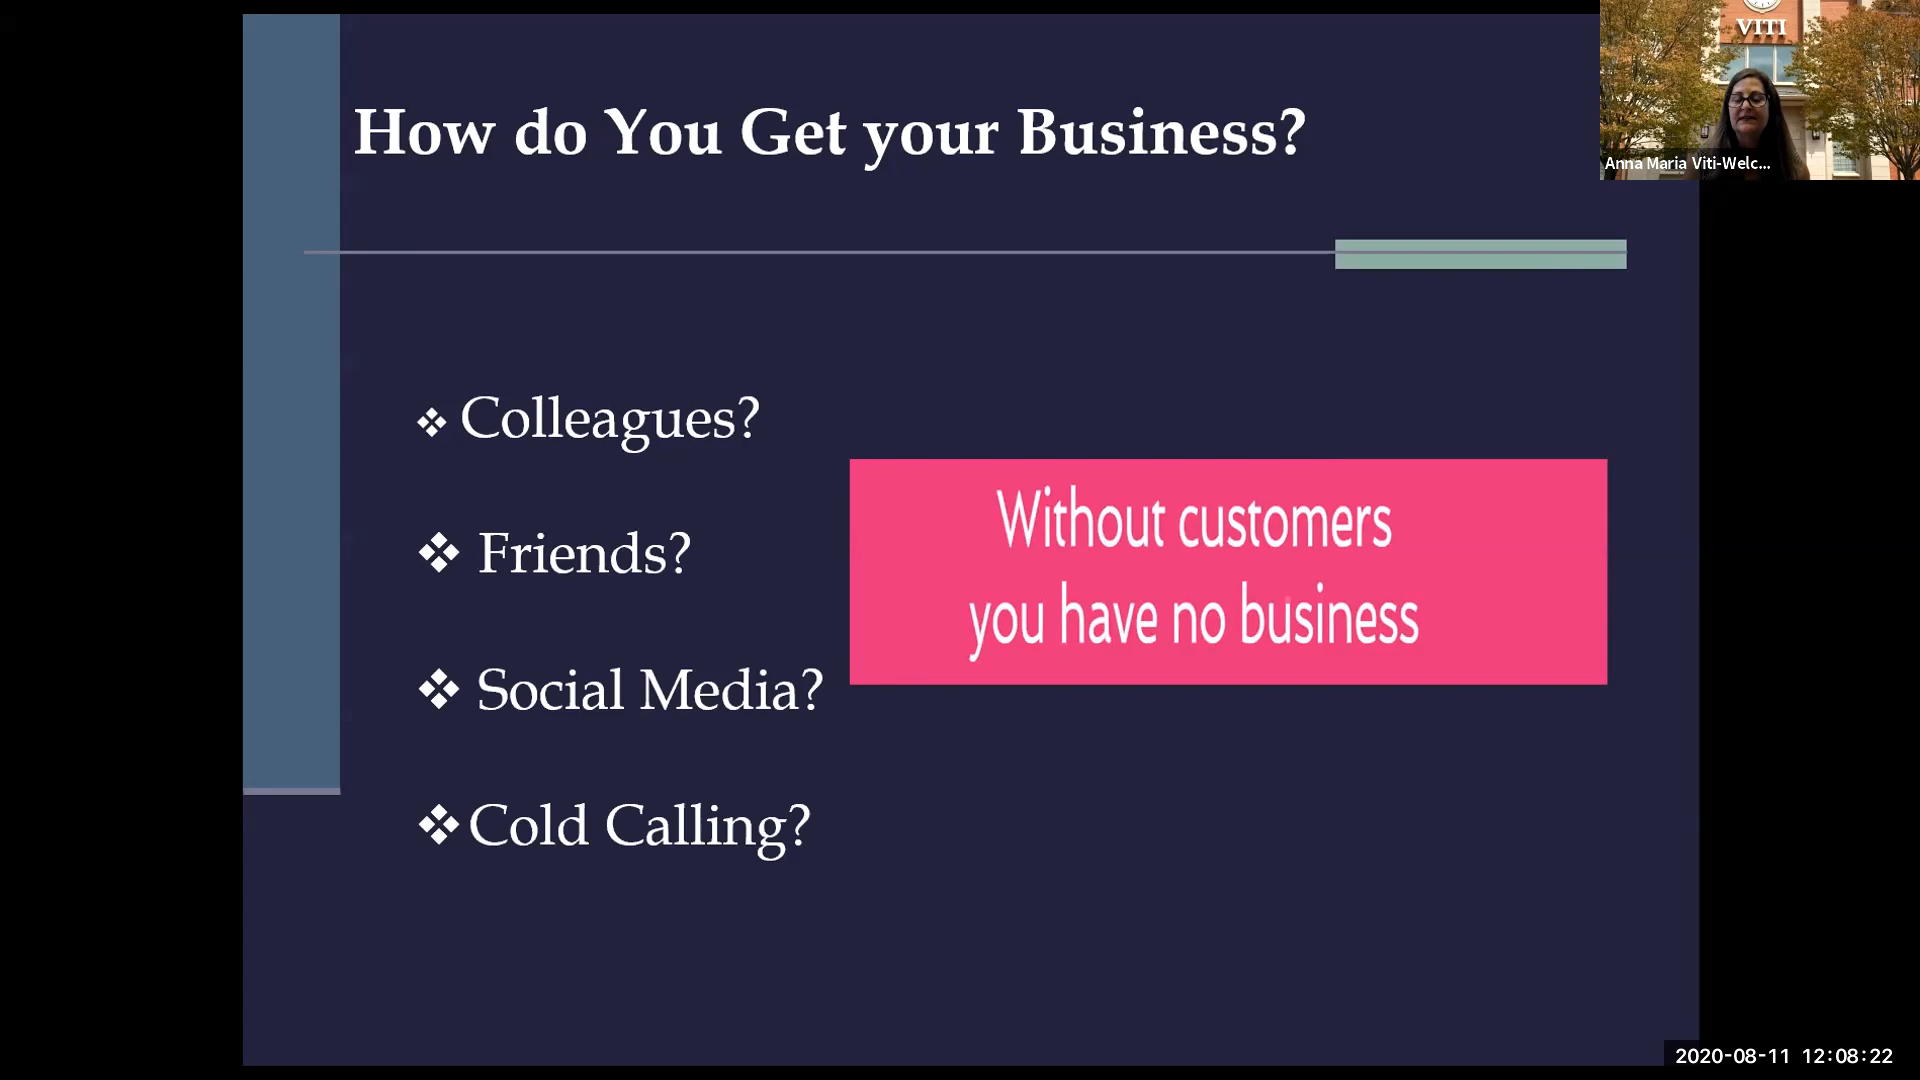 How do You Get your Business?
VITI
Anna Maria Viti-Welc...
❖ Colleagues?
❖ Friends?
❖ Social Media?
❖ Cold Calling?
Without customers
you have no business
2020-08-11 12:08:22